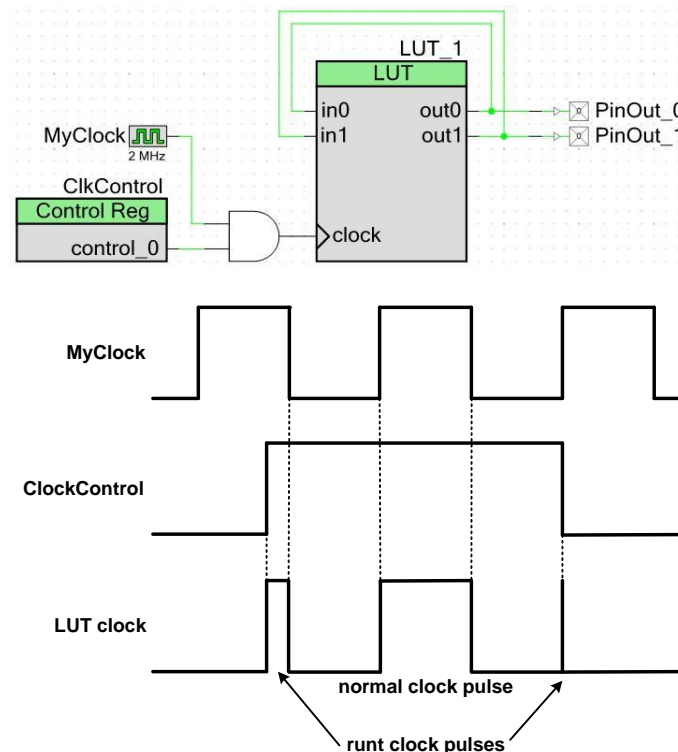 LUT_1
LUT
in0 out0 PinOut_0
in1 out1 PinOut_1
MyClock
2 MHz
ClkControl
Control Reg
control_0
clock
MyClock
ClockControl
LUT clock
normal clock pulse
runt clock pulses